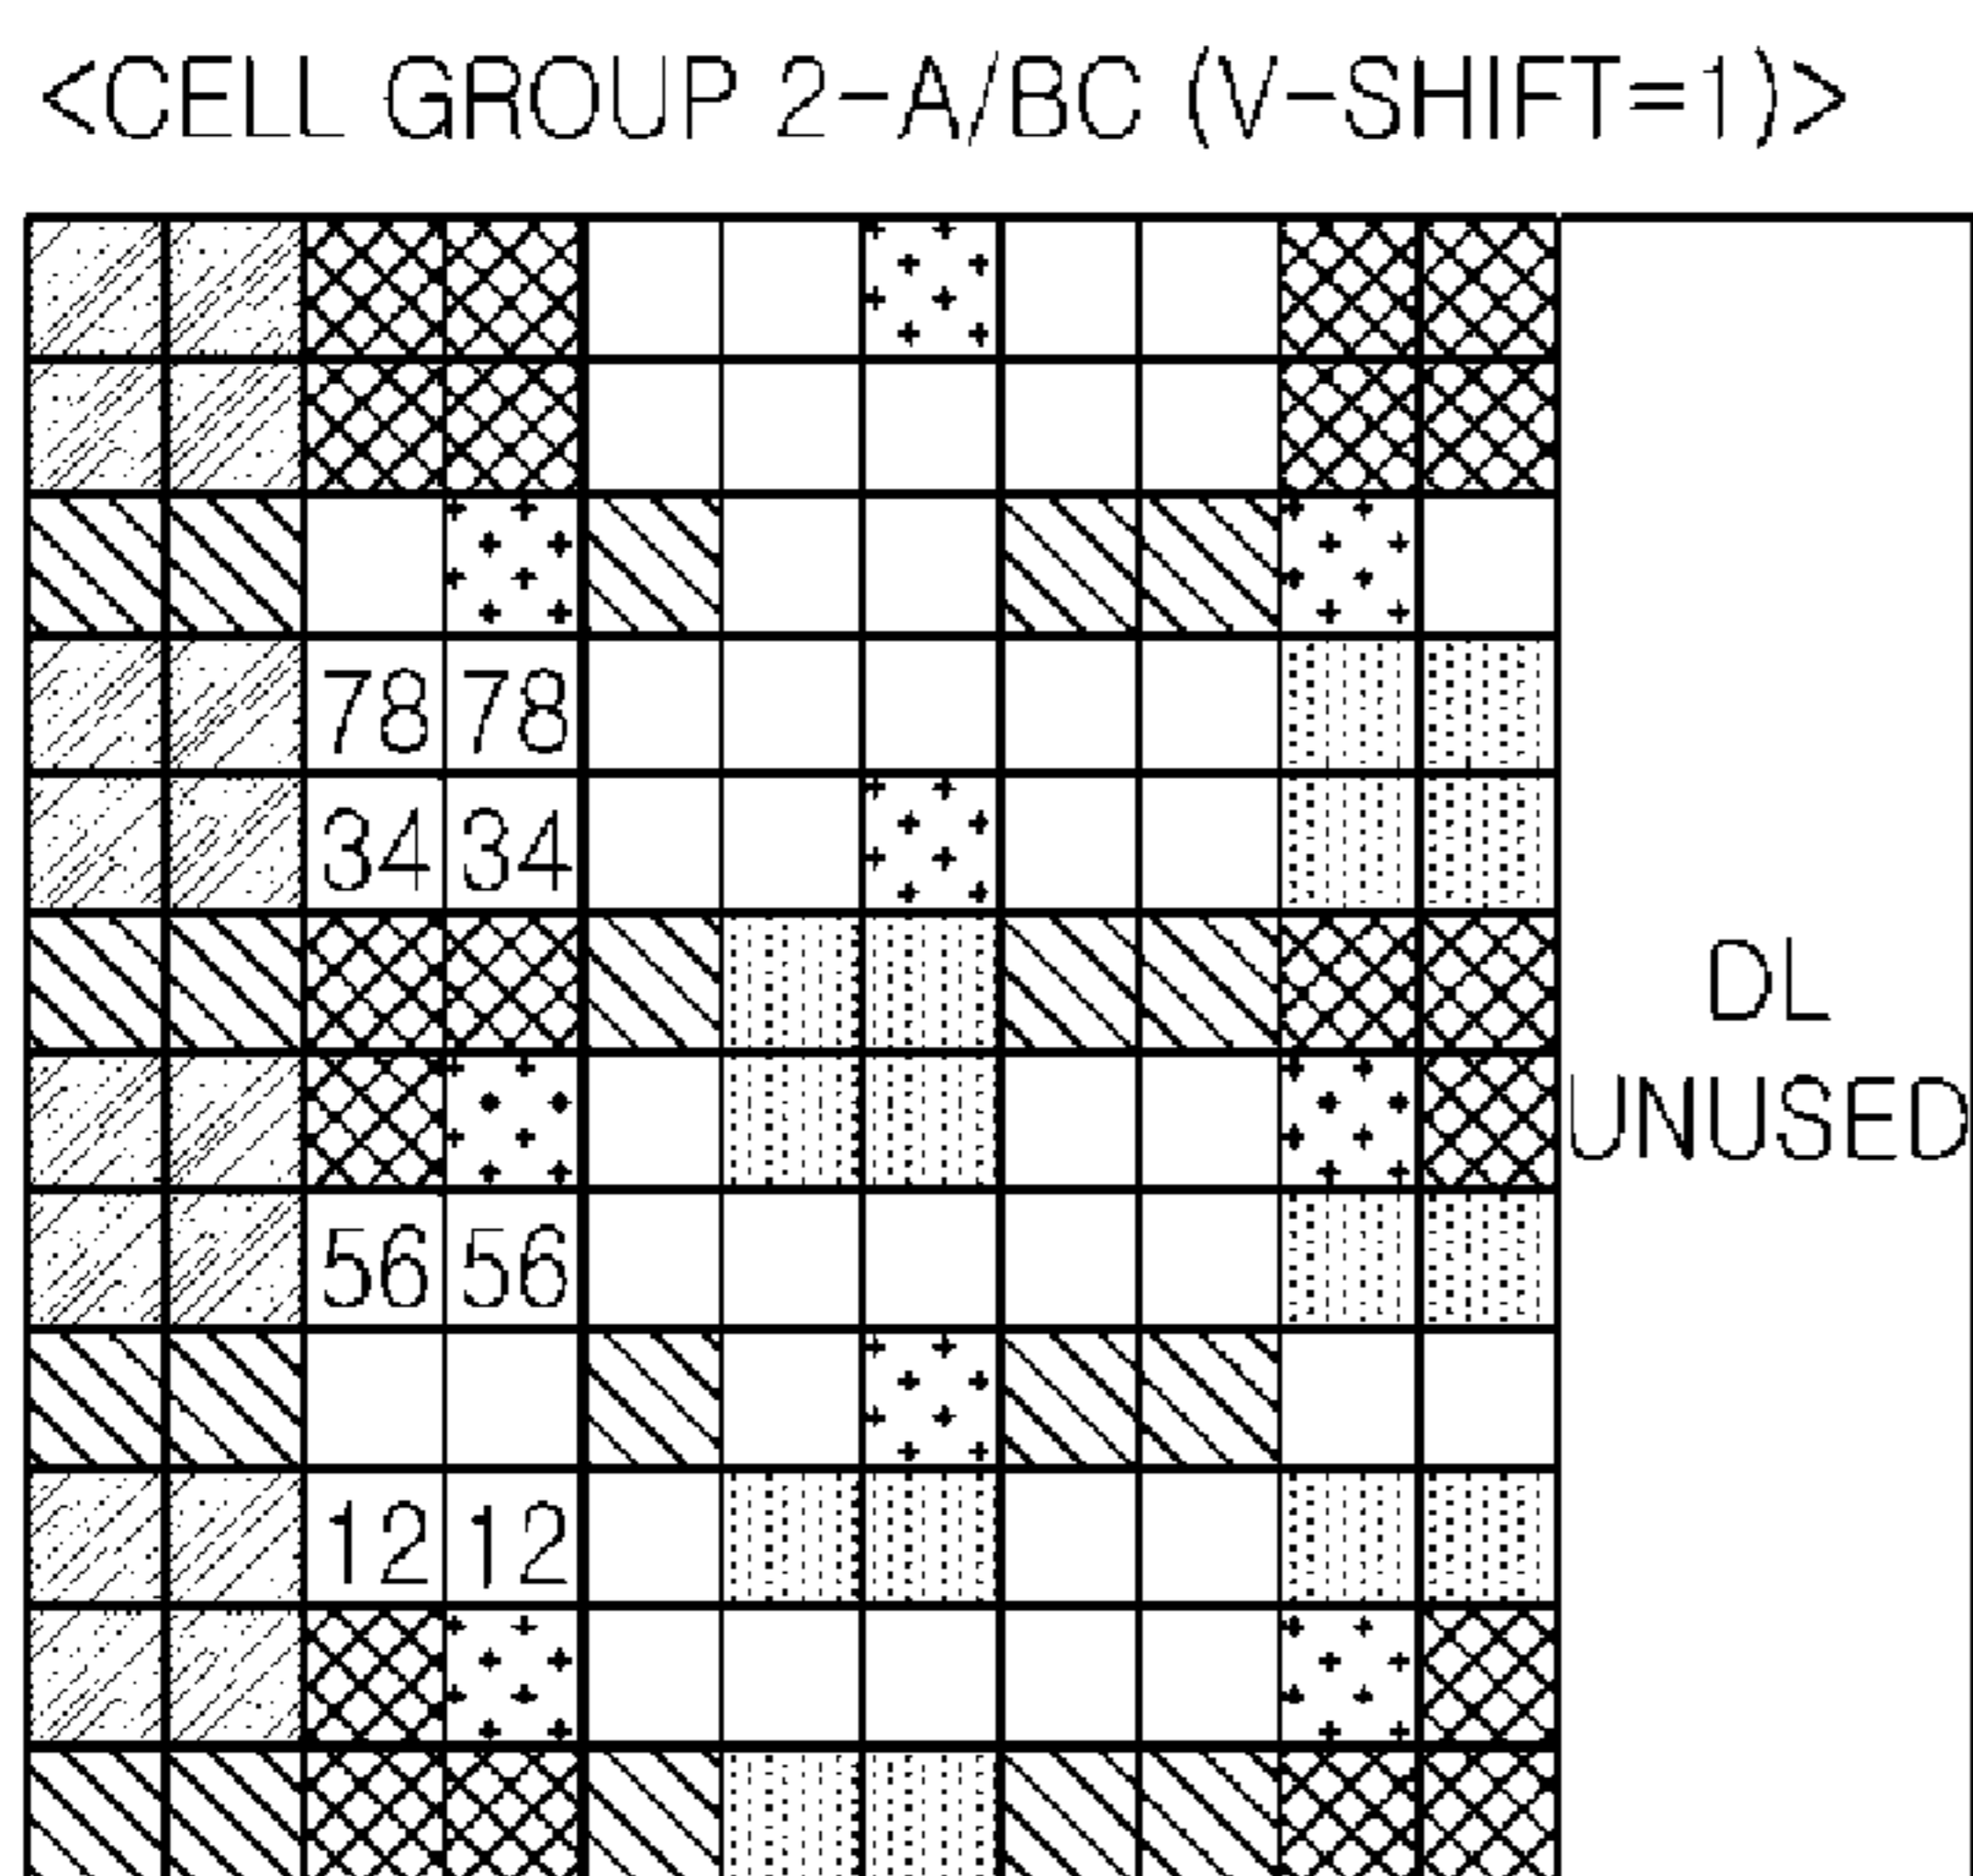 <CELL GROUP 2-A/BC (V-SHIFT=1)>
78 78
34 34
DL
UNUSED
56 56
12 12